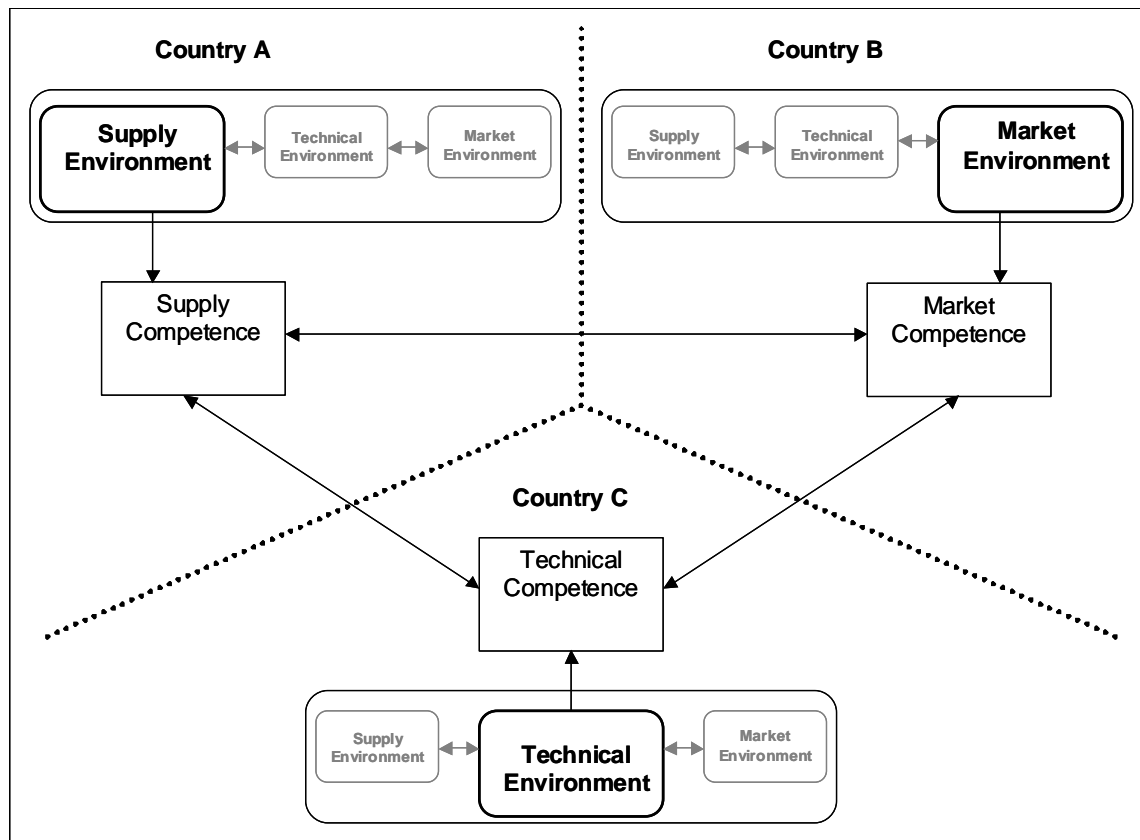 Country A
Country B
Supply
Environment
Technical
Environment
Market
Environment
Supply
Environment
Technical
Environment
Market
Environment
Supply
Competence
Market
Competence
Country C
Technical
Competence
Supply
Environment
Technical
Environment
Market
Environment